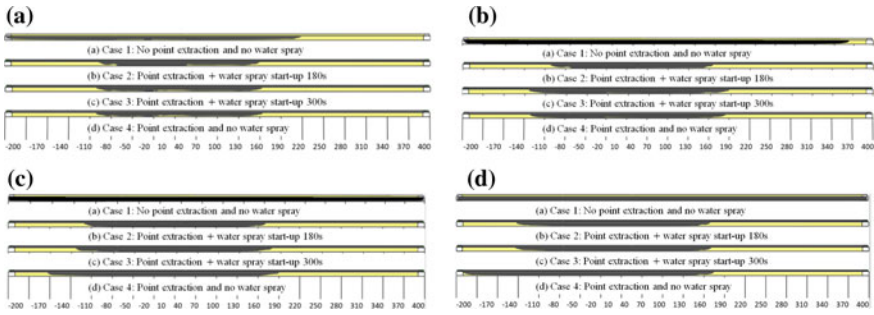 (a)
(a) Case 1: No point extraction and no water spray
(b) Case 2: Point extraction + water spray start-up 180s
(c) Case 3: Point extraction + water spray start-up 300s
(d) Case 4: Point extraction and no water spray
-200 -170 -140 -110 -80 -50 -20 10 40 70 100 130 160 190 220 250 280 310 340 370 400
(b)
(a) Case 1: No point extraction and no water spray
(b) Case 2: Point extraction + water spray start-up 180s
(c) Case 3: Point extraction + water spray start-up 300s
(d) Case 4: Point extraction and no water spray
-200 -170 -140 -110 -80 -50 -20 10 40 70 100 130 160 190 220 250 280 310 340 370 400
(c)
(a) Case 1: No point extraction and no water spray
(b) Case 2: Point extraction + water spray start-up 180s
(c) Case 3: Point extraction + water spray start-up 300s
(d) Case 4: Point extraction and no water spray
-200 -170 -140 -110 -80 -50 -20 10 40 70 100 130 160 190 220 250 280 310 340 370 400
(d)
(a) Case 1: No point extraction and no water spray
(b) Case 2: Point extraction + water spray start-up 180s
(c) Case 3: Point extraction + water spray start-up 300s
(d) Case 4: Point extraction and no water spray
-200 -170 -140 -110 -80 -50 -20 10 40 70 100 130 160 190 220 250 280 310 340 370 400